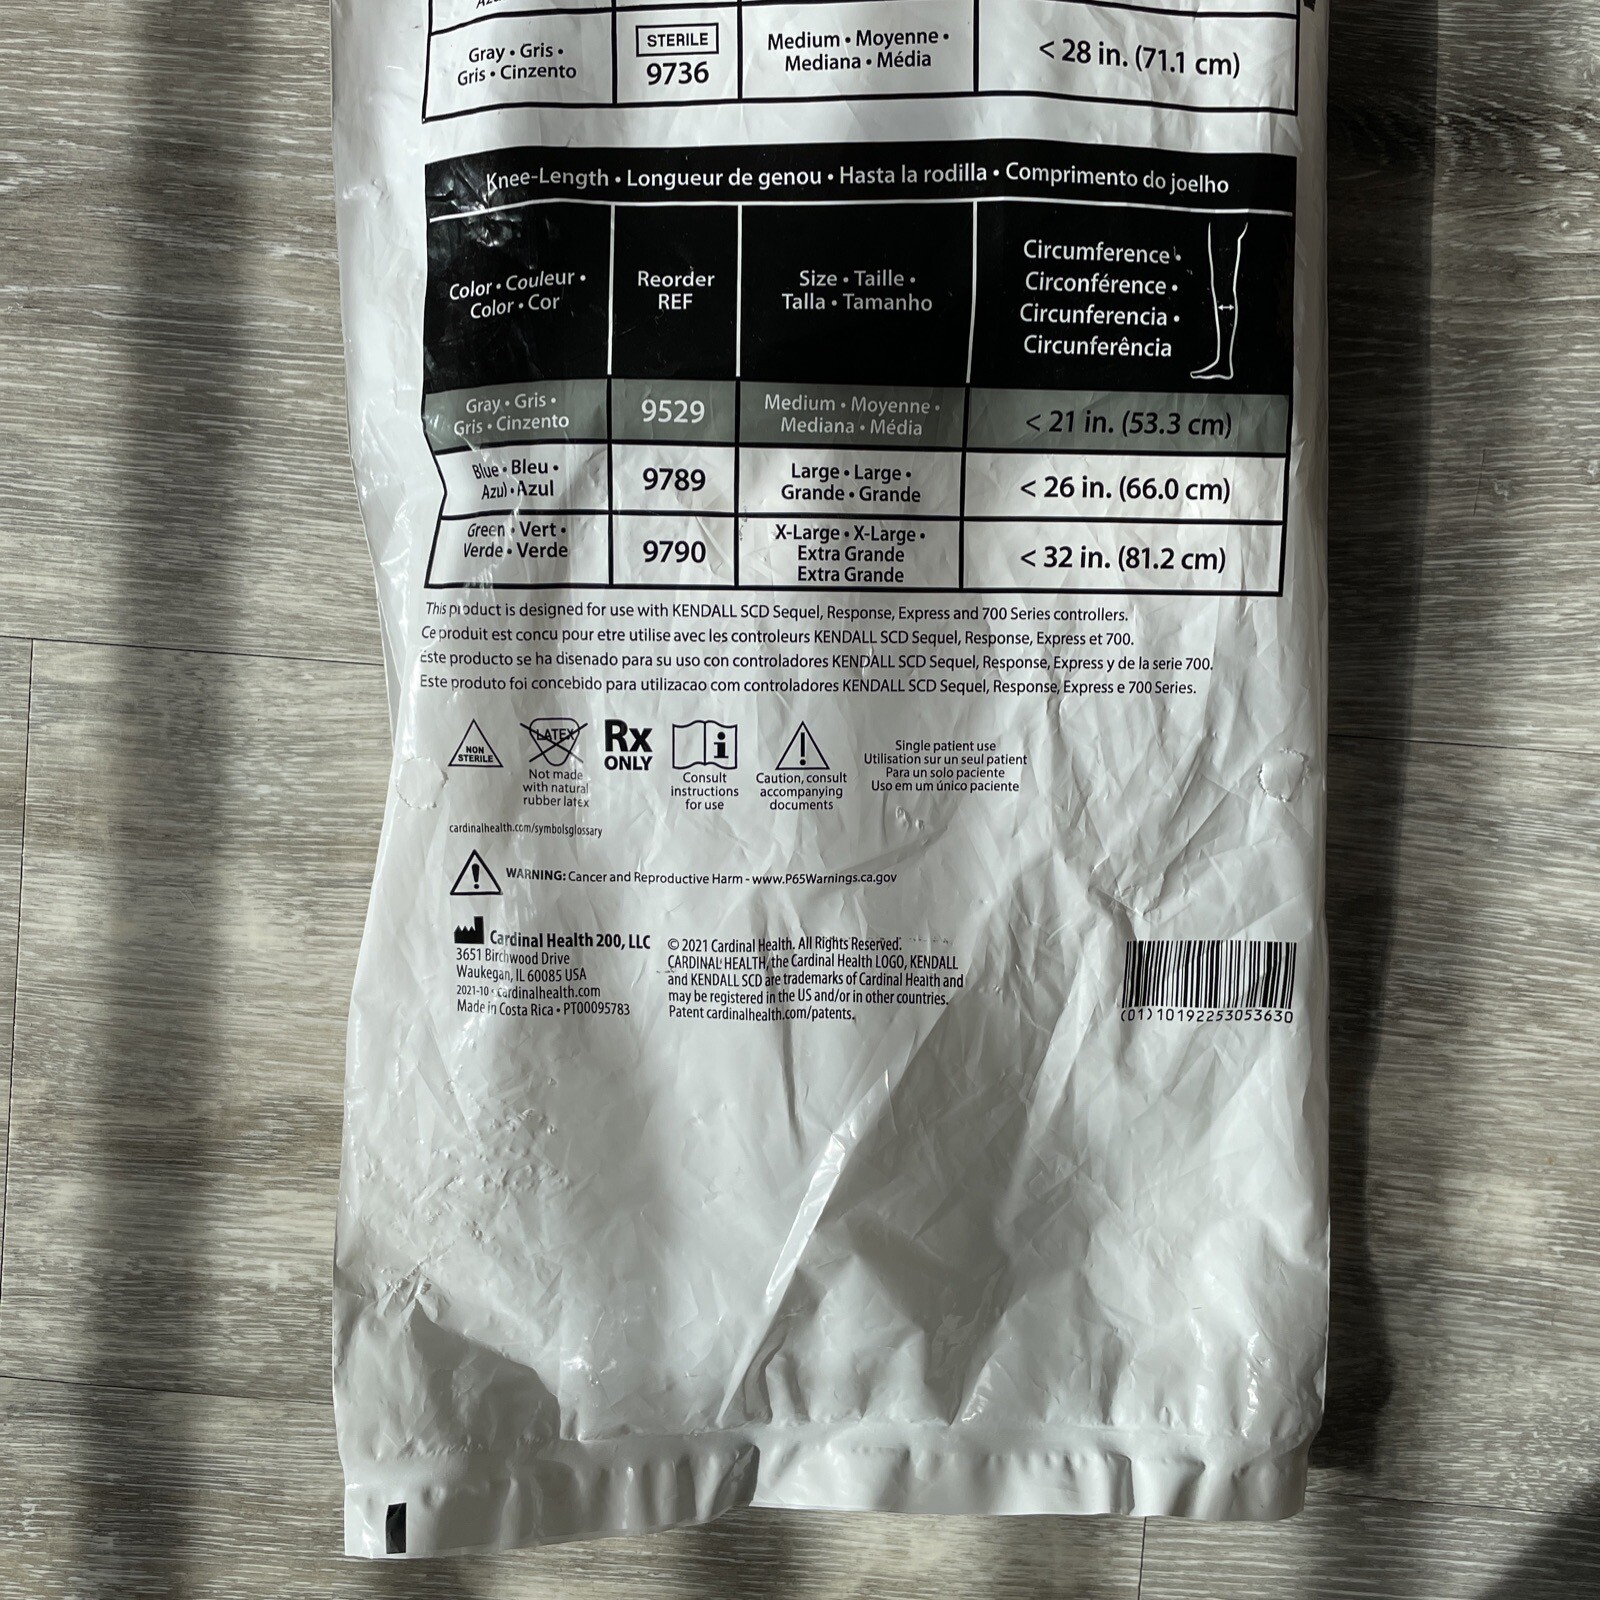 Gray • Gris •
Gris • Cinzento
STERILE
9736
Medium • Moyenne •
Mediana • Média
< 28 in. (71.1 cm)
Knee-Length • Longueur de genou • Hasta la rodilla • Comprimento do joelho
Color • Couleur •
Color • Cor
Reorder
REF
Size • Taille •
Talla • Tamanho
Circumference •
Circonférence •
Circunferencia •
Circunferência
Gray • Gris •
Gris • Cinzento
9529
Medium • Moyenne •
Mediana • Média
< 21 in. (53.3 cm)
Blue • Bleu •
Azul • Azul
9789
Large • Large •
Grande • Grande
< 26 in. (66.0 cm)
Green • Vert •
Verde • Verde
9790
X-Large • X-Large •
Extra Grande
Extra Grande
< 32 in. (81.2 cm)
This product is designed for use with KENDALL SCD Sequel, Response, Express and 700 Series controllers.
Ce produit est concu pour etre utilise avec les controleurs KENDALL SCD Sequel, Response, Express et 700.
Este producto se ha disenado para su uso con controladores KENDALL SCD Sequel, Response, Express y de la serie 700.
Este produto foi concebido para utilizacao com controladores KENDALL SCD Sequel, Response, Express e 700 Series.
NON
STERILE
LATEX
Not made
with natural
rubber latex
Rx
ONLY
i
Consult
instructions
for use
!
Caution, consult
accompanying
documents
Single patient use
Utilisation sur un seul patient
Para un solo paciente
Uso em um único paciente
cardinalhealth.com/symbolsglossary
! WARNING: Cancer and Reproductive Harm - www.P65Warnings.ca.gov
Cardinal Health 200, LLC
3651 Birchwood Drive
Waukegan, IL 60085 USA
2021-10 • cardinalhealth.com
Made in Costa Rica • PT00095783
© 2021 Cardinal Health. All Rights Reserved.
CARDINAL HEALTH, the Cardinal Health LOGO, KENDALL
and KENDALL SCD are trademarks of Cardinal Health and
may be registered in the US and/or in other countries.
Patent cardinalhealth.com/patents.
(01)10192253053630